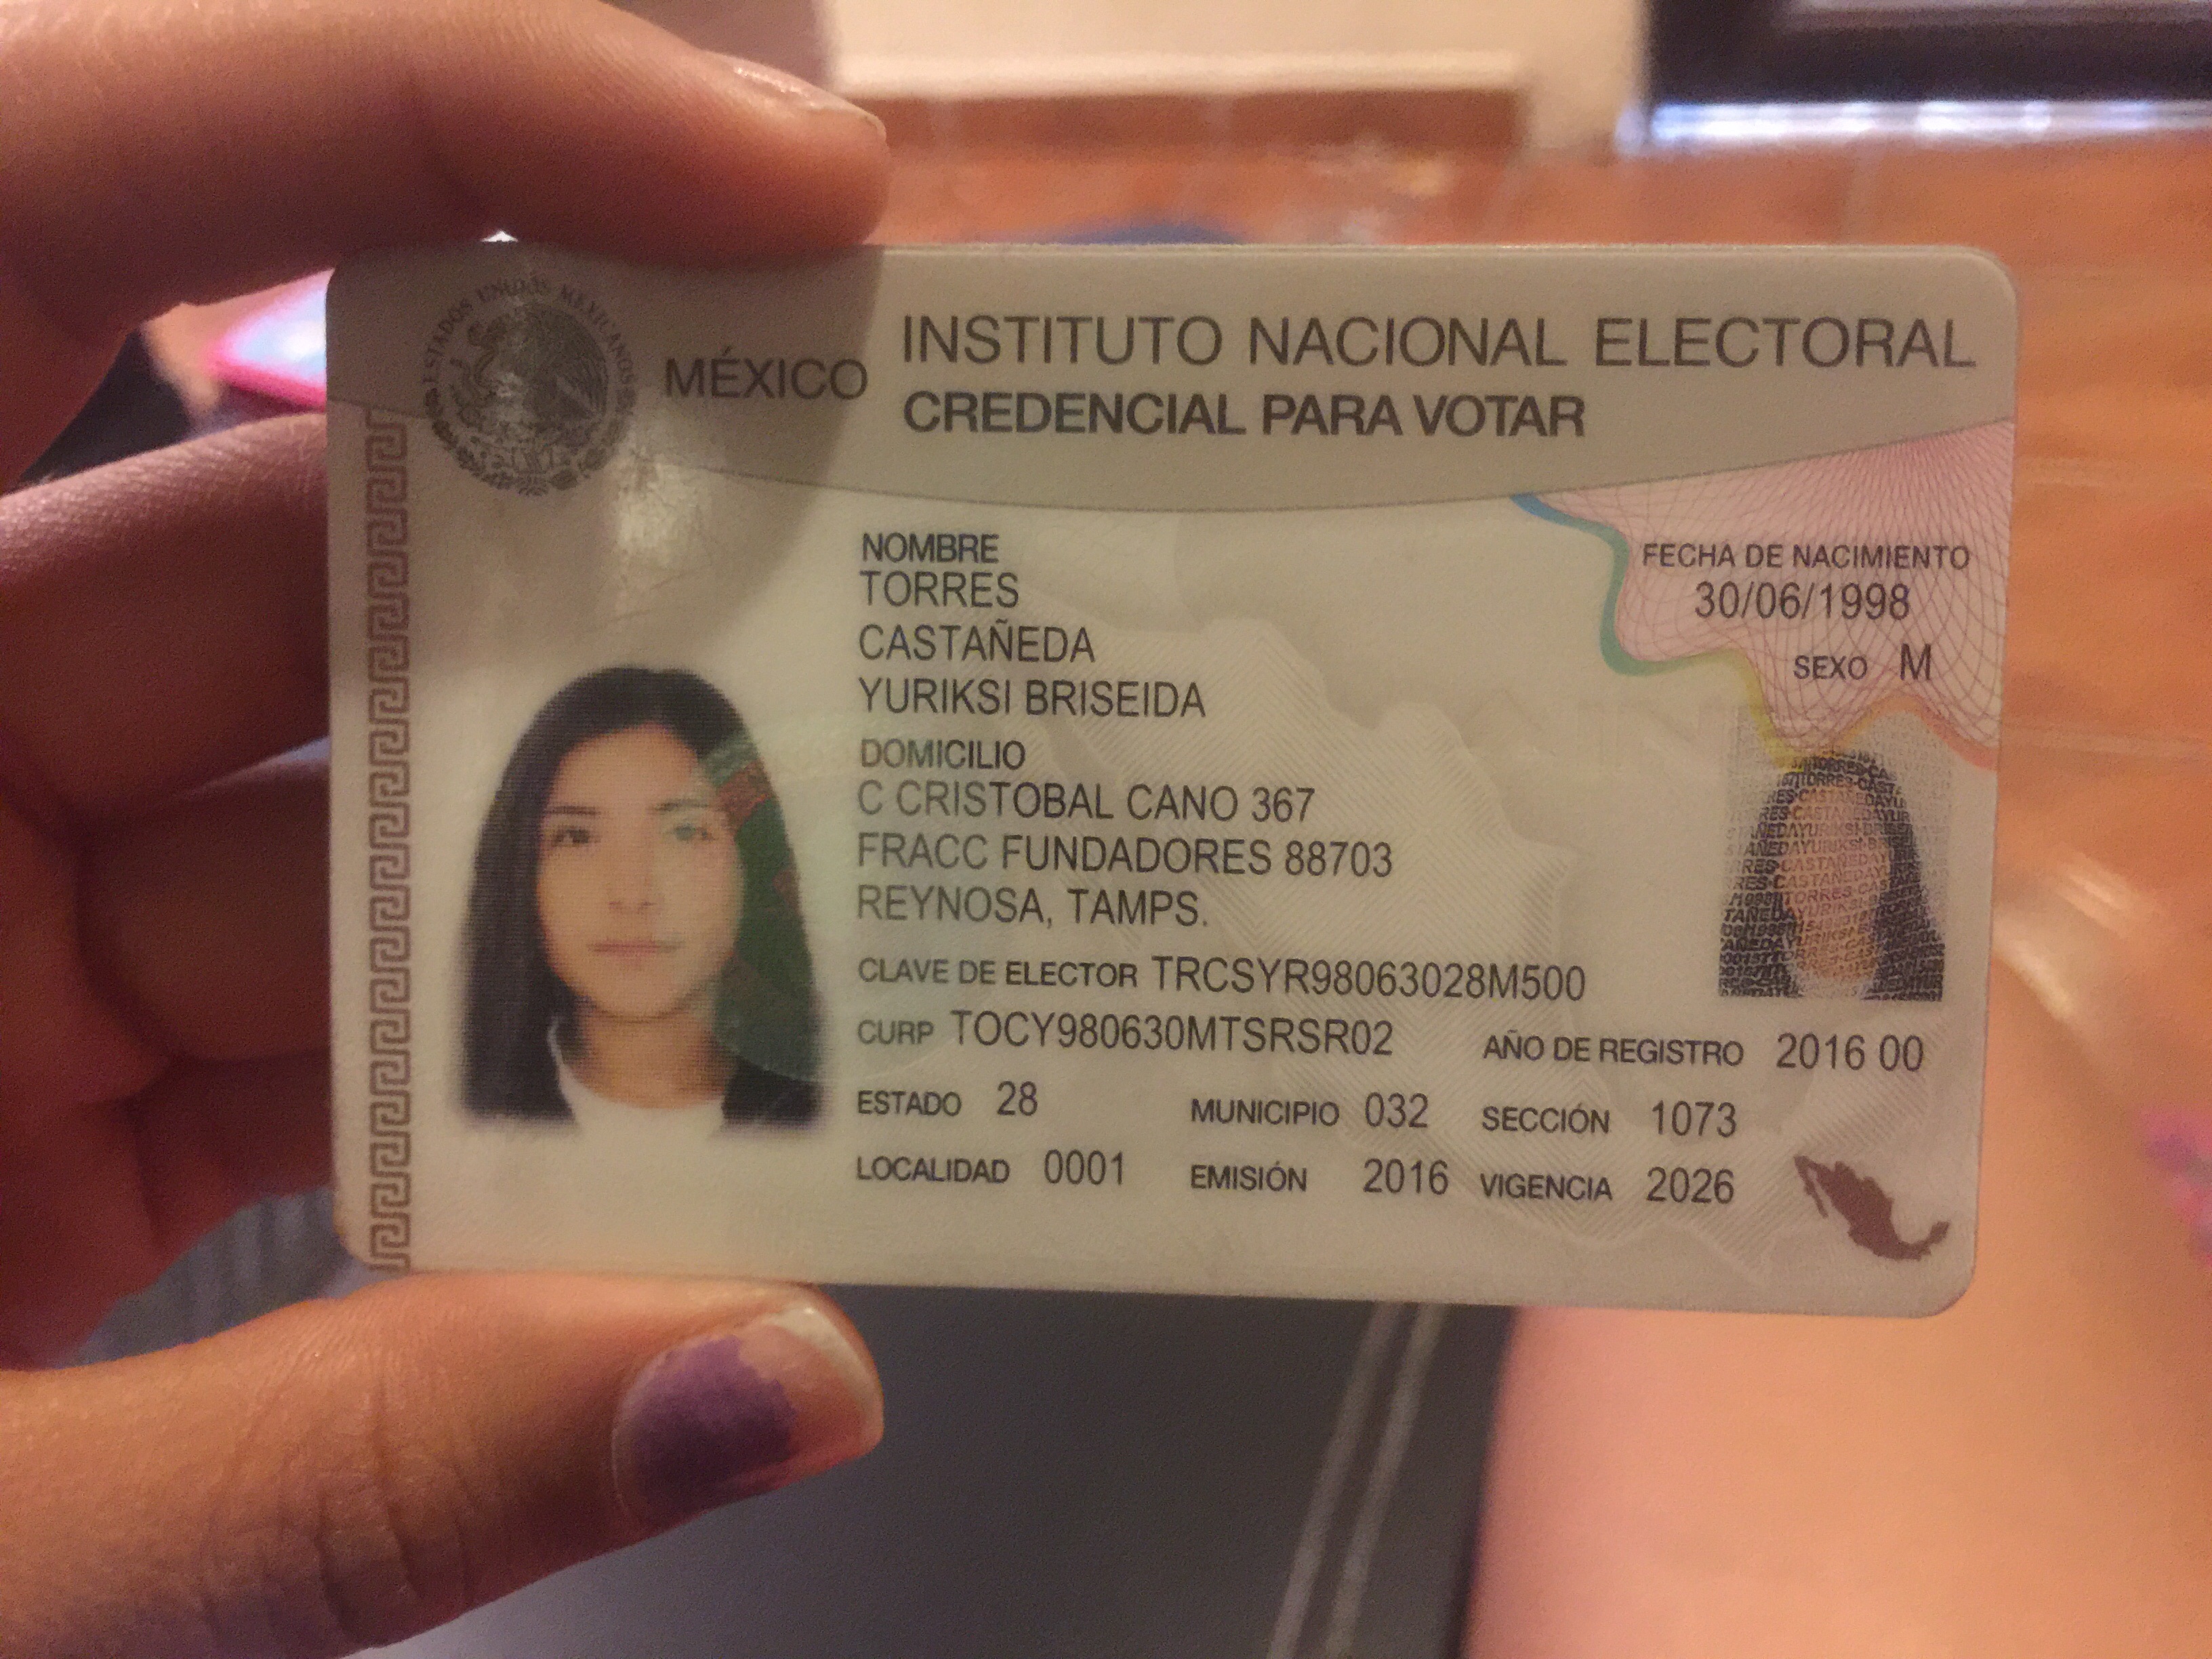 ESTADOS UNIDOS MEXICANOS
MÉXICO
INSTITUTO NACIONAL ELECTORAL
CREDENCIAL PARA VOTAR
NOMBRE
TORRES
CASTAÑEDA
YURIKSI BRISEIDA
FECHA DE NACIMIENTO
30/06/1998
SEXO M
DOMICILIO
C CRISTOBAL CANO 367
FRACC FUNDADORES 88703
REYNOSA, TAMPS.
CLAVE DE ELECTOR TRCSYR98063028M500
CURP TOCY980630MTSRSR02 AÑO DE REGISTRO 2016 00
ESTADO 28 MUNICIPIO 032 SECCIÓN 1073
LOCALIDAD 0001 EMISIÓN 2016 VIGENCIA 2026